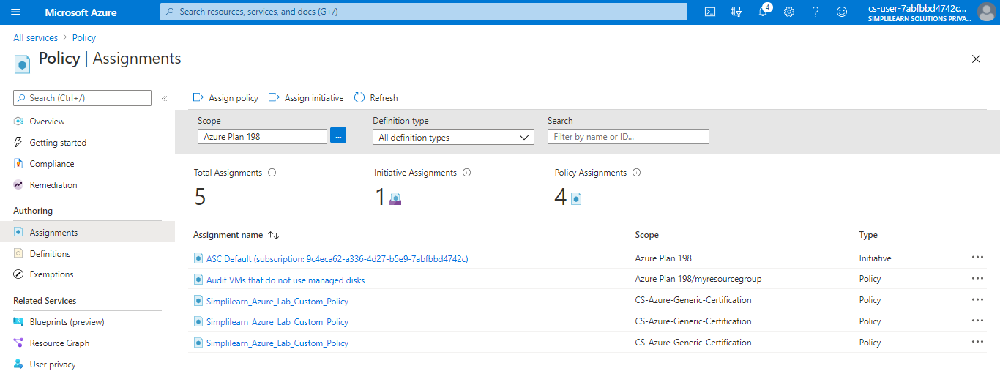 Microsoft Azure
Search resources, services, and docs (G+/)
4
cs-user-7abfbbd4742c...
SIMPLILEARN SOLUTIONS PRIVA...
All services > Policy
Policy | Assignments
Search (Ctrl+/)
«
Assign policy
Assign initiative
Refresh
Overview
Getting started
Compliance
Remediation
Authoring
Assignments
Definitions
Exemptions
Related Services
Blueprints (preview)
Resource Graph
User privacy
Scope
Definition type
Search
Azure Plan 198
...
All definition types
Filter by name or ID...
Total Assignments
Initiative Assignments
Policy Assignments
5
1
4
Assignment name Scope Type
ASC Default (subscription: 9c4eca62-a336-4d27-b5e9-7abfbbd4742c) Azure Plan 198 Initiative ...
Audit VMs that do not use managed disks Azure Plan 198/myresourcegroup Policy ...
Simplilearn_Azure_Lab_Custom_Policy CS-Azure-Generic-Certification Policy ...
Simplilearn_Azure_Lab_Custom_Policy CS-Azure-Generic-Certification Policy ...
Simplilearn_Azure_Lab_Custom_Policy CS-Azure-Generic-Certification Policy ...